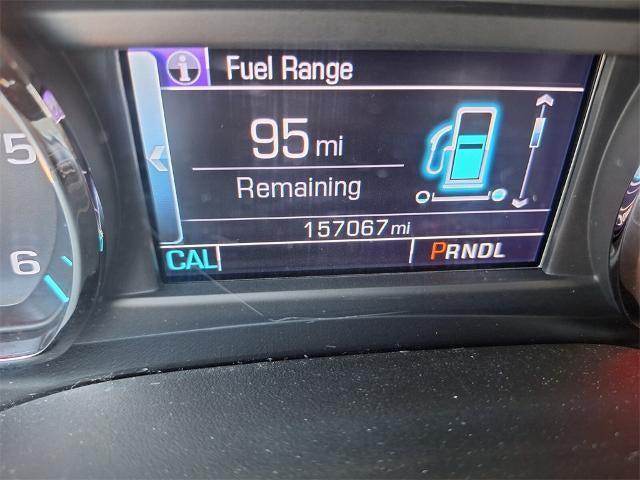 Fuel Range
95 mi
Remaining
157067 mi
CAL
PRNDL
5
6